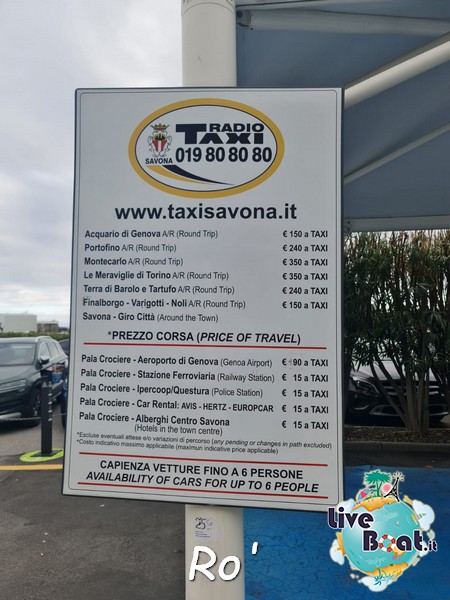 RADIO
TAXI
SAVONA
019 80 80 80
www.taxisavona.it
Acquario di Genova A/R (Round Trip) € 150 a TAXI
Portofino A/R (Round Trip) € 240 a TAXI
Montecarlo A/R (Round Trip) € 350 a TAXI
Le Meraviglie di Torino A/R (Round Trip) € 350 a TAXI
Terra di Barolo e Tartufo A/R (Round Trip) € 240 a TAXI
Finalborgo - Varigotti - Noli A/R (Round Trip) € 150 a TAXI
Savona - Giro Città (Around the Town)
*PREZZO CORSA (PRICE OF TRAVEL)
Pala Crociere - Aeroporto di Genova (Genoa Airport) € 90 a TAXI
Pala Crociere - Stazione Ferroviaria (Railway Station) € 15 a TAXI
Pala Crociere - Ipercoop/Questura (Police Station) € 15 a TAXI
Pala Crociere - Car Rental: AVIS - HERTZ - EUROPCAR € 15 a TAXI
Pala Crociere - Alberghi Centro Savona € 15 a TAXI
(Hotels in the town centre)
*Escluse eventuali attese e/o variazioni di percorso (any pending or changes in path excluded)
*Costo indicativo massimo applicabile (maximun indicative price applicable)
CAPIENZA VETTURE FINO A 6 PERSONE
AVAILABILITY OF CARS FOR UP TO 6 PEOPLE
Live
Boat.it
Ro'